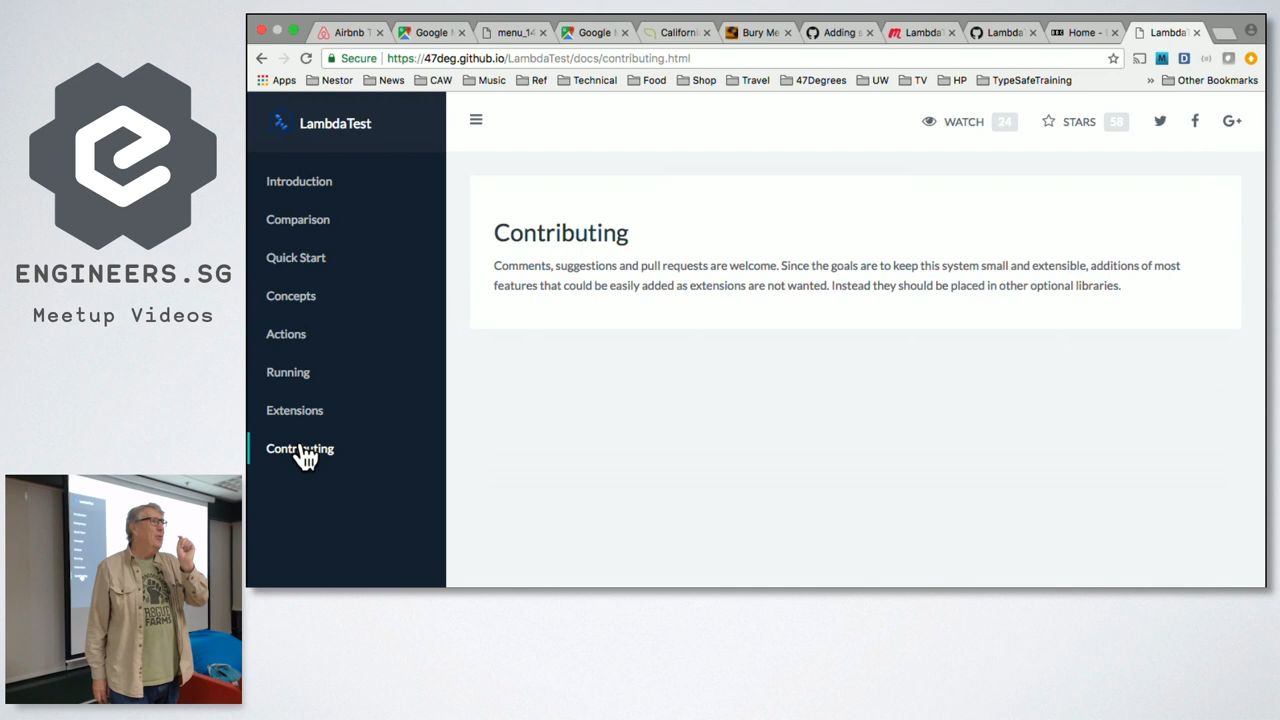 ENGINEERS.SG
Meetup Videos
Airbnb
Google M
menu_14
Google M
Californ
Bury Me
Adding
Lambda
Lambda
Home -
Lambda
Secure
https://47deg.github.io/LambdaTest/docs/contributing.html
Apps
Nestor
News
CAW
Music
Ref
Technical
Food
Shop
Travel
47Degrees
UW
TV
HP
TypeSafeTraining
» Other Bookmarks
LambdaTest
WATCH 24
STARS 58
G+
Introduction
Comparison
Quick Start
Concepts
Actions
Running
Extensions
Contributing
Contributing
Comments, suggestions and pull requests are welcome. Since the goals are to keep this system small and extensible, additions of most
features that could be easily added as extensions are not wanted. Instead they should be placed in other optional libraries.
ROGUE
FARMS